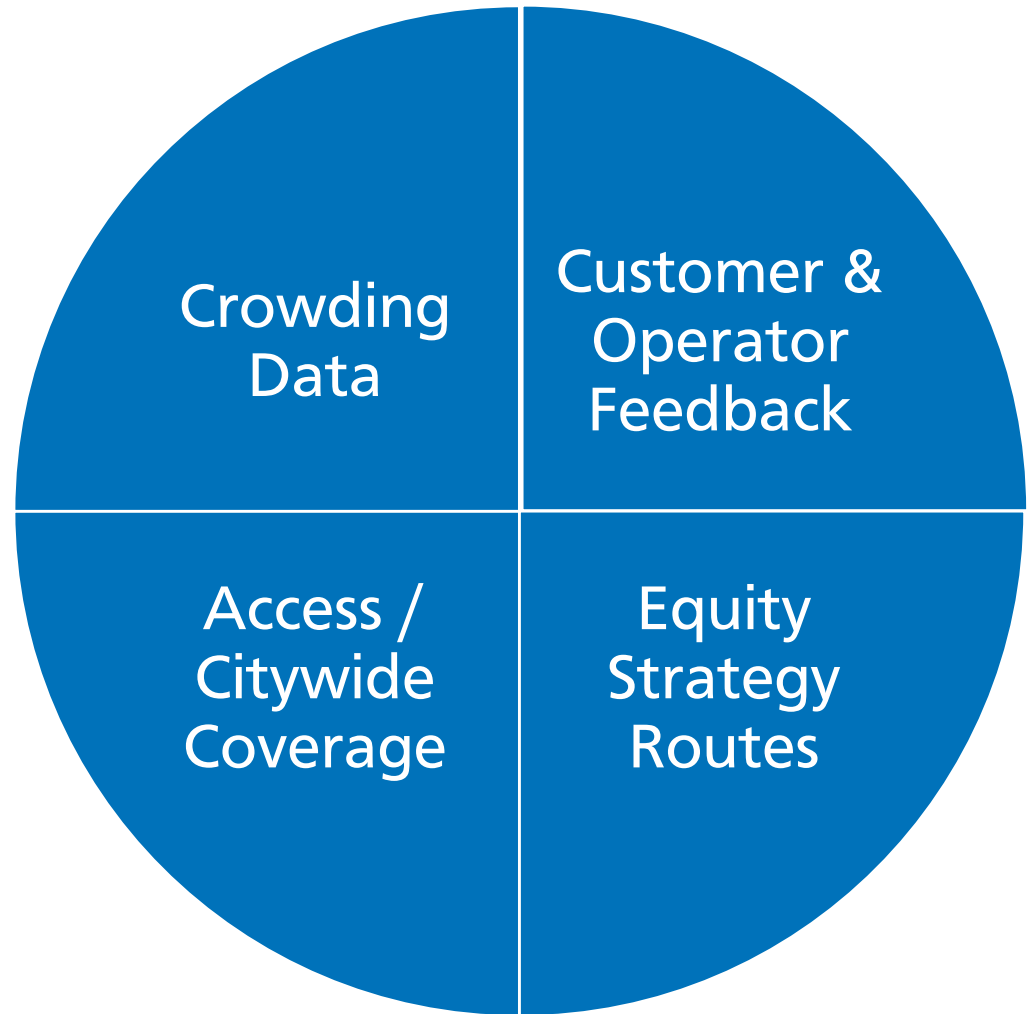 Crowding
Data
Customer &
Operator
Feedback
Access /
Citywide
Coverage
Equity
Strategy
Routes